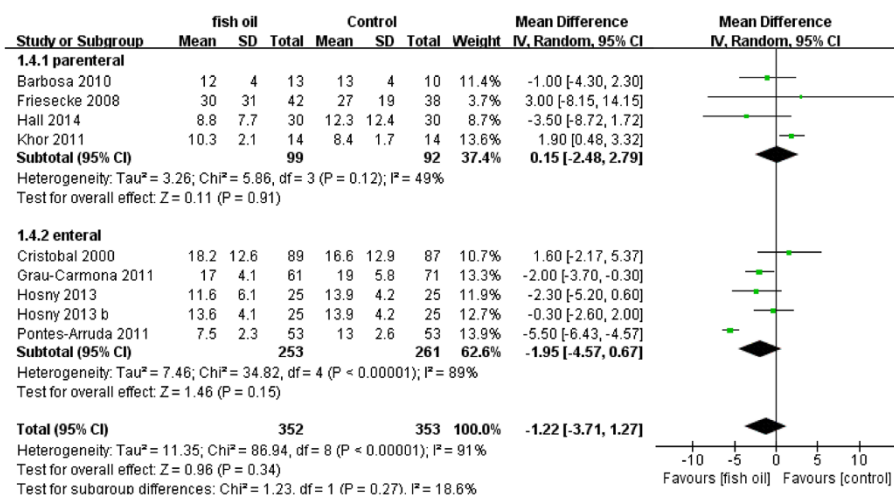 fish oil Control Mean Difference Mean Difference
Study or Subgroup Mean SD Total Mean SD Total Weight IV, Random, 95% CI IV, Random, 95% CI
1.4.1 parenteral
Barbosa 2010 12 4 13 13 4 10 11.4% -1.00 [-4.30, 2.30]
Friesecke 2008 30 31 42 27 19 38 3.7% 3.00 [-8.15, 14.15]
Hall 2014 8.8 7.7 30 12.3 12.4 30 8.7% -3.50 [-8.72, 1.72]
Khor 2011 10.3 2.1 14 8.4 1.7 14 13.6% 1.90 [0.48, 3.32]
Subtotal (95% CI) 99 92 37.4% 0.15 [-2.48, 2.79]
Heterogeneity: Tau² = 3.26; Chi² = 5.86, df = 3 (P = 0.12); I² = 49%
Test for overall effect: Z = 0.11 (P = 0.91)
1.4.2 enteral
Cristobal 2000 18.2 12.6 89 16.6 12.9 87 10.7% 1.60 [-2.17, 5.37]
Grau-Carmona 2011 17 4.1 61 19 5.8 71 13.3% -2.00 [-3.70, -0.30]
Hosny 2013 11.6 6.1 25 13.9 4.2 25 11.9% -2.30 [-5.20, 0.60]
Hosny 2013 b 13.6 4.1 25 13.9 4.2 25 12.7% -0.30 [-2.60, 2.00]
Pontes-Arruda 2011 7.5 2.3 53 13 2.6 53 13.9% -5.50 [-6.43, -4.57]
Subtotal (95% CI) 253 261 62.6% -1.95 [-4.57, 0.67]
Heterogeneity: Tau² = 7.46; Chi² = 34.82, df = 4 (P < 0.00001); I² = 89%
Test for overall effect: Z = 1.46 (P = 0.15)
Total (95% CI) 352 353 100.0% -1.22 [-3.71, 1.27]
Heterogeneity: Tau² = 11.35; Chi² = 86.94, df = 8 (P < 0.00001); I² = 91%
Test for overall effect: Z = 0.96 (P = 0.34)
Test for subgroup differences: Chi² = 1.23, df = 1 (P = 0.27), I² = 18.6%
-10 -5 0 5 10
Favours [fish oil] Favours [control]